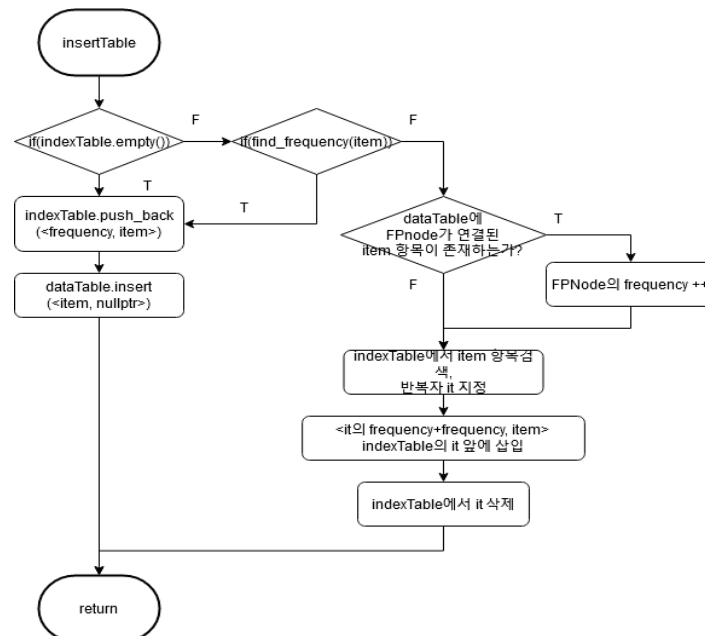 insertTable
F
F
if(indexTable.empty())
if(find_frequency(item))
T
T
indexTable.push_back
(<frequency, item>)
dataTable에
FPnode가 연결된
item 항목이 존재하는가?
T
dataTable.insert
(<item, nullptr>)
F
FPNode의 frequency ++
indexTable에서 item 항목검
색,
반복자 it 지정
<it의 frequency+frequency, item>
indexTable의 it 앞에 삽입
indexTable에서 it 삭제
return